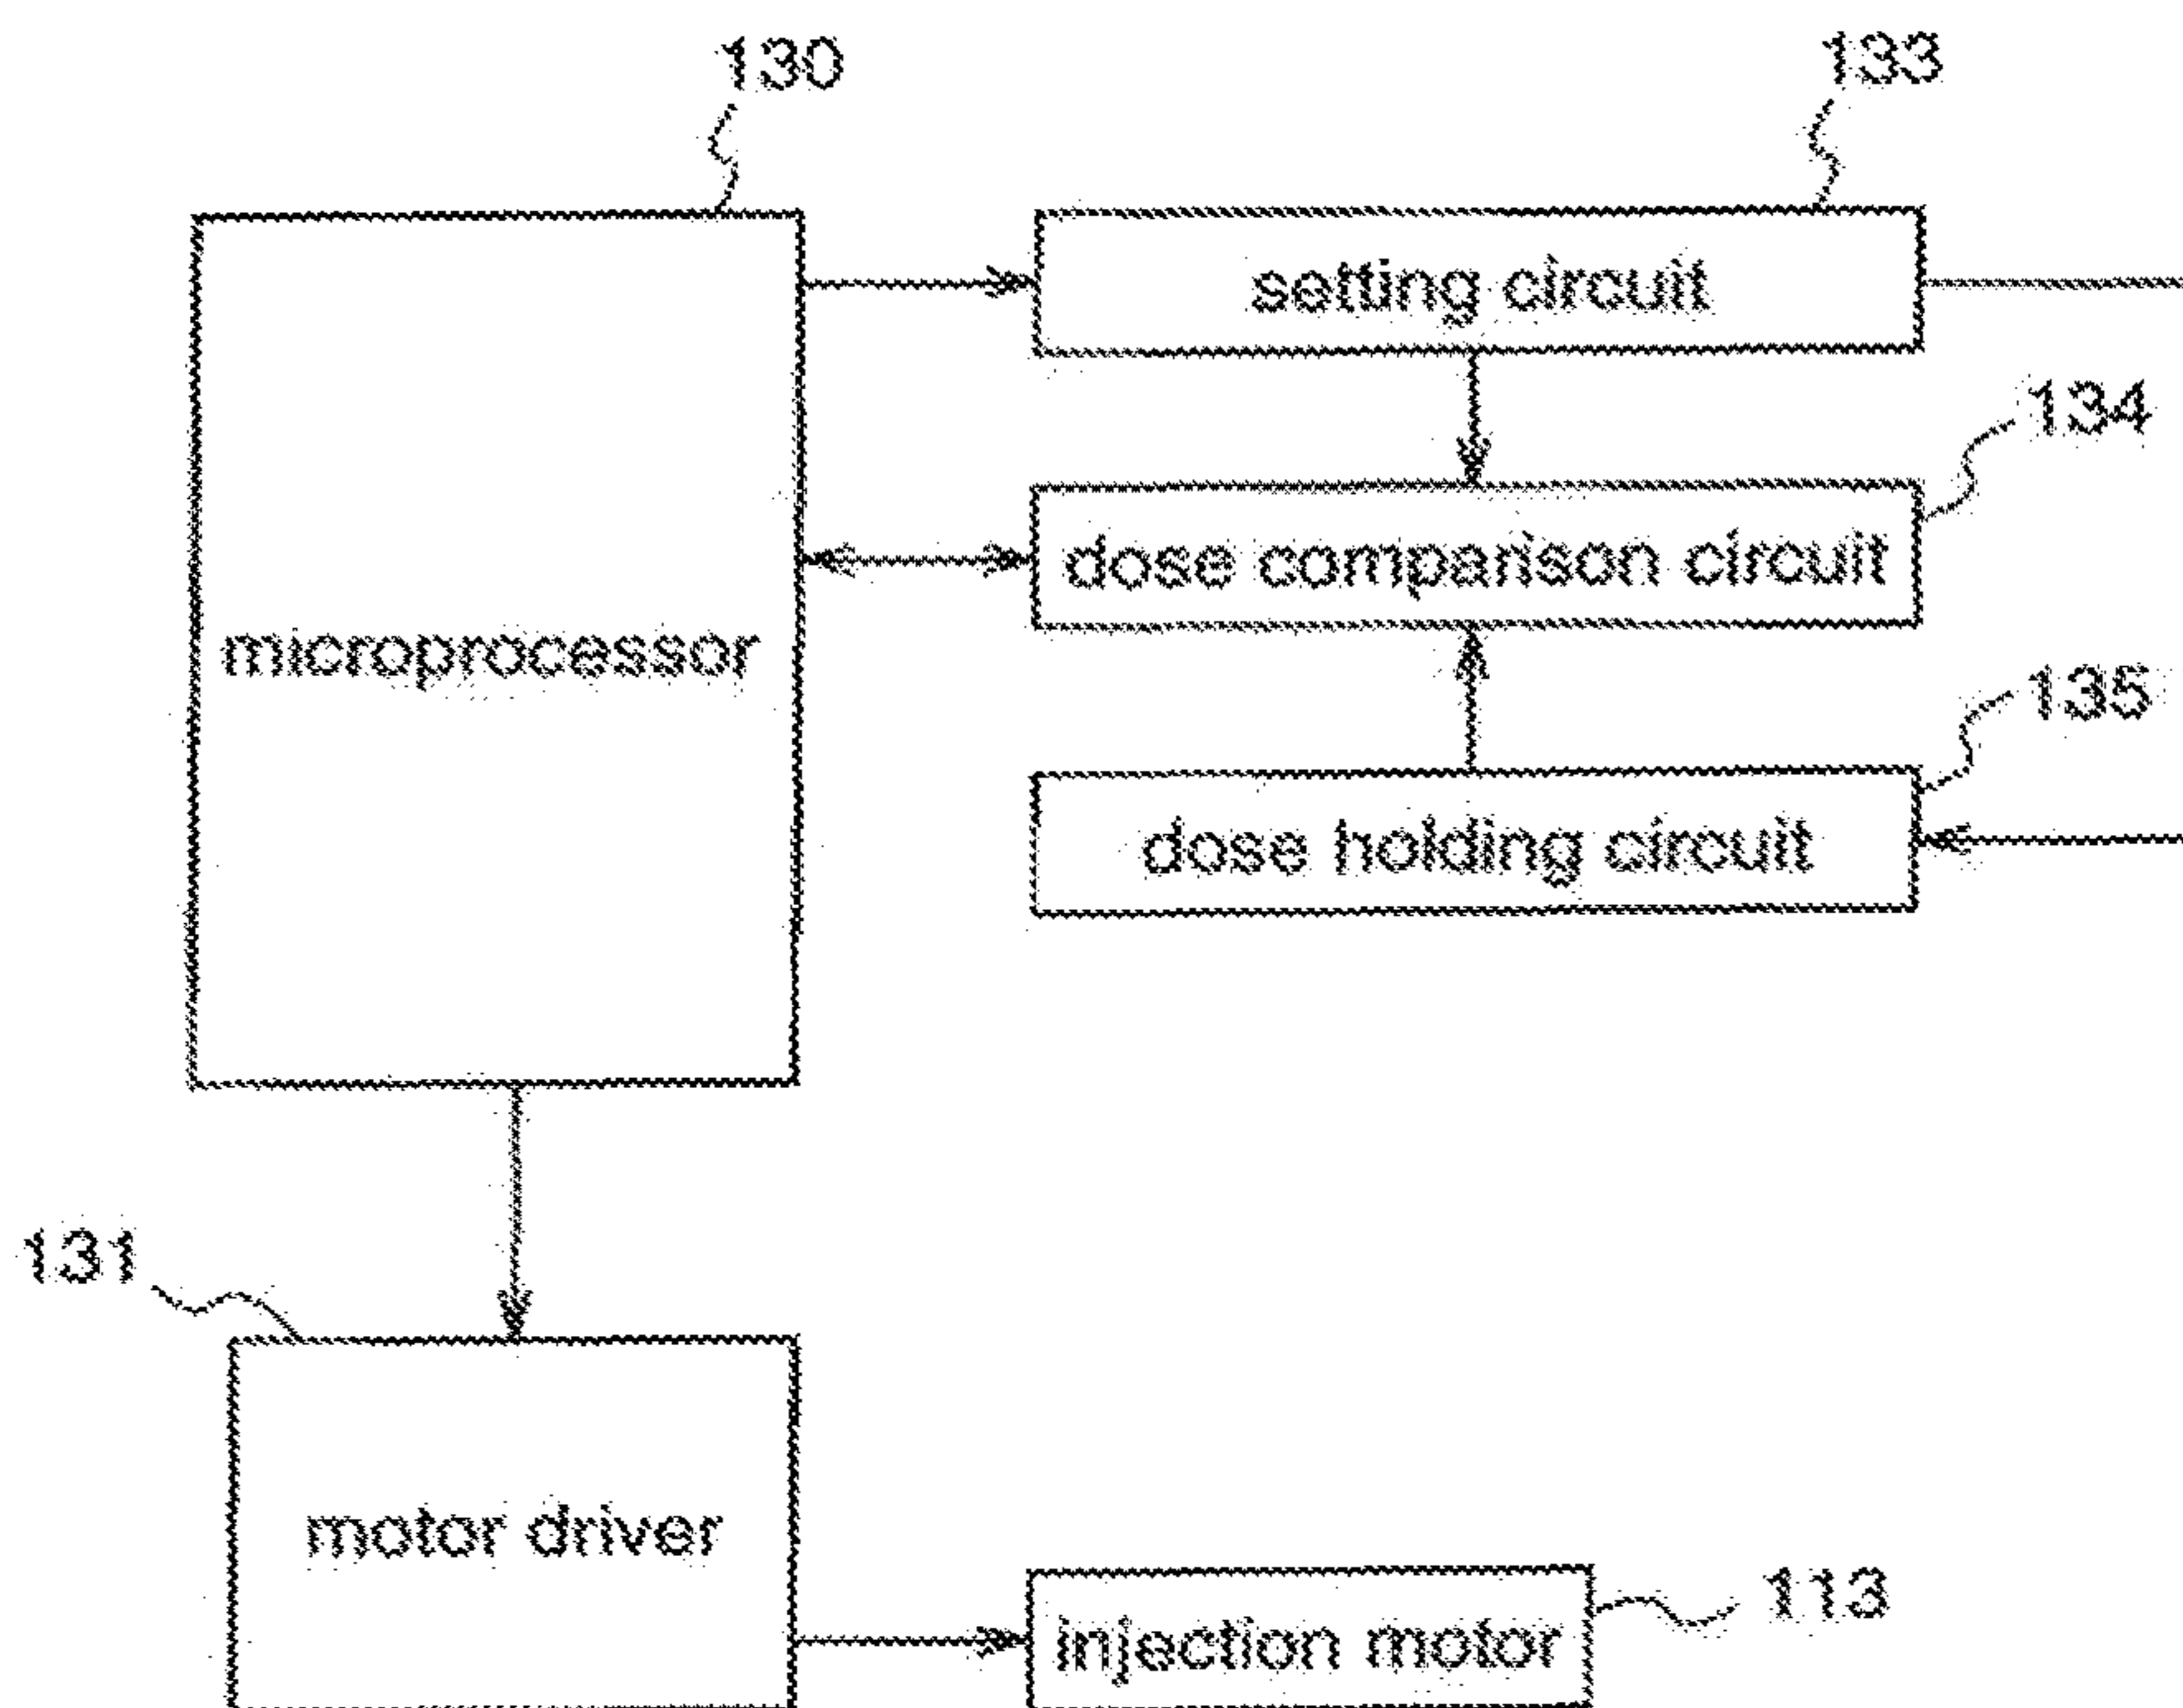 130
133
setting circuit
134
dose comparison circuit
microprocessor
135
dose holding circuit
131
motor driver
113
injection motor